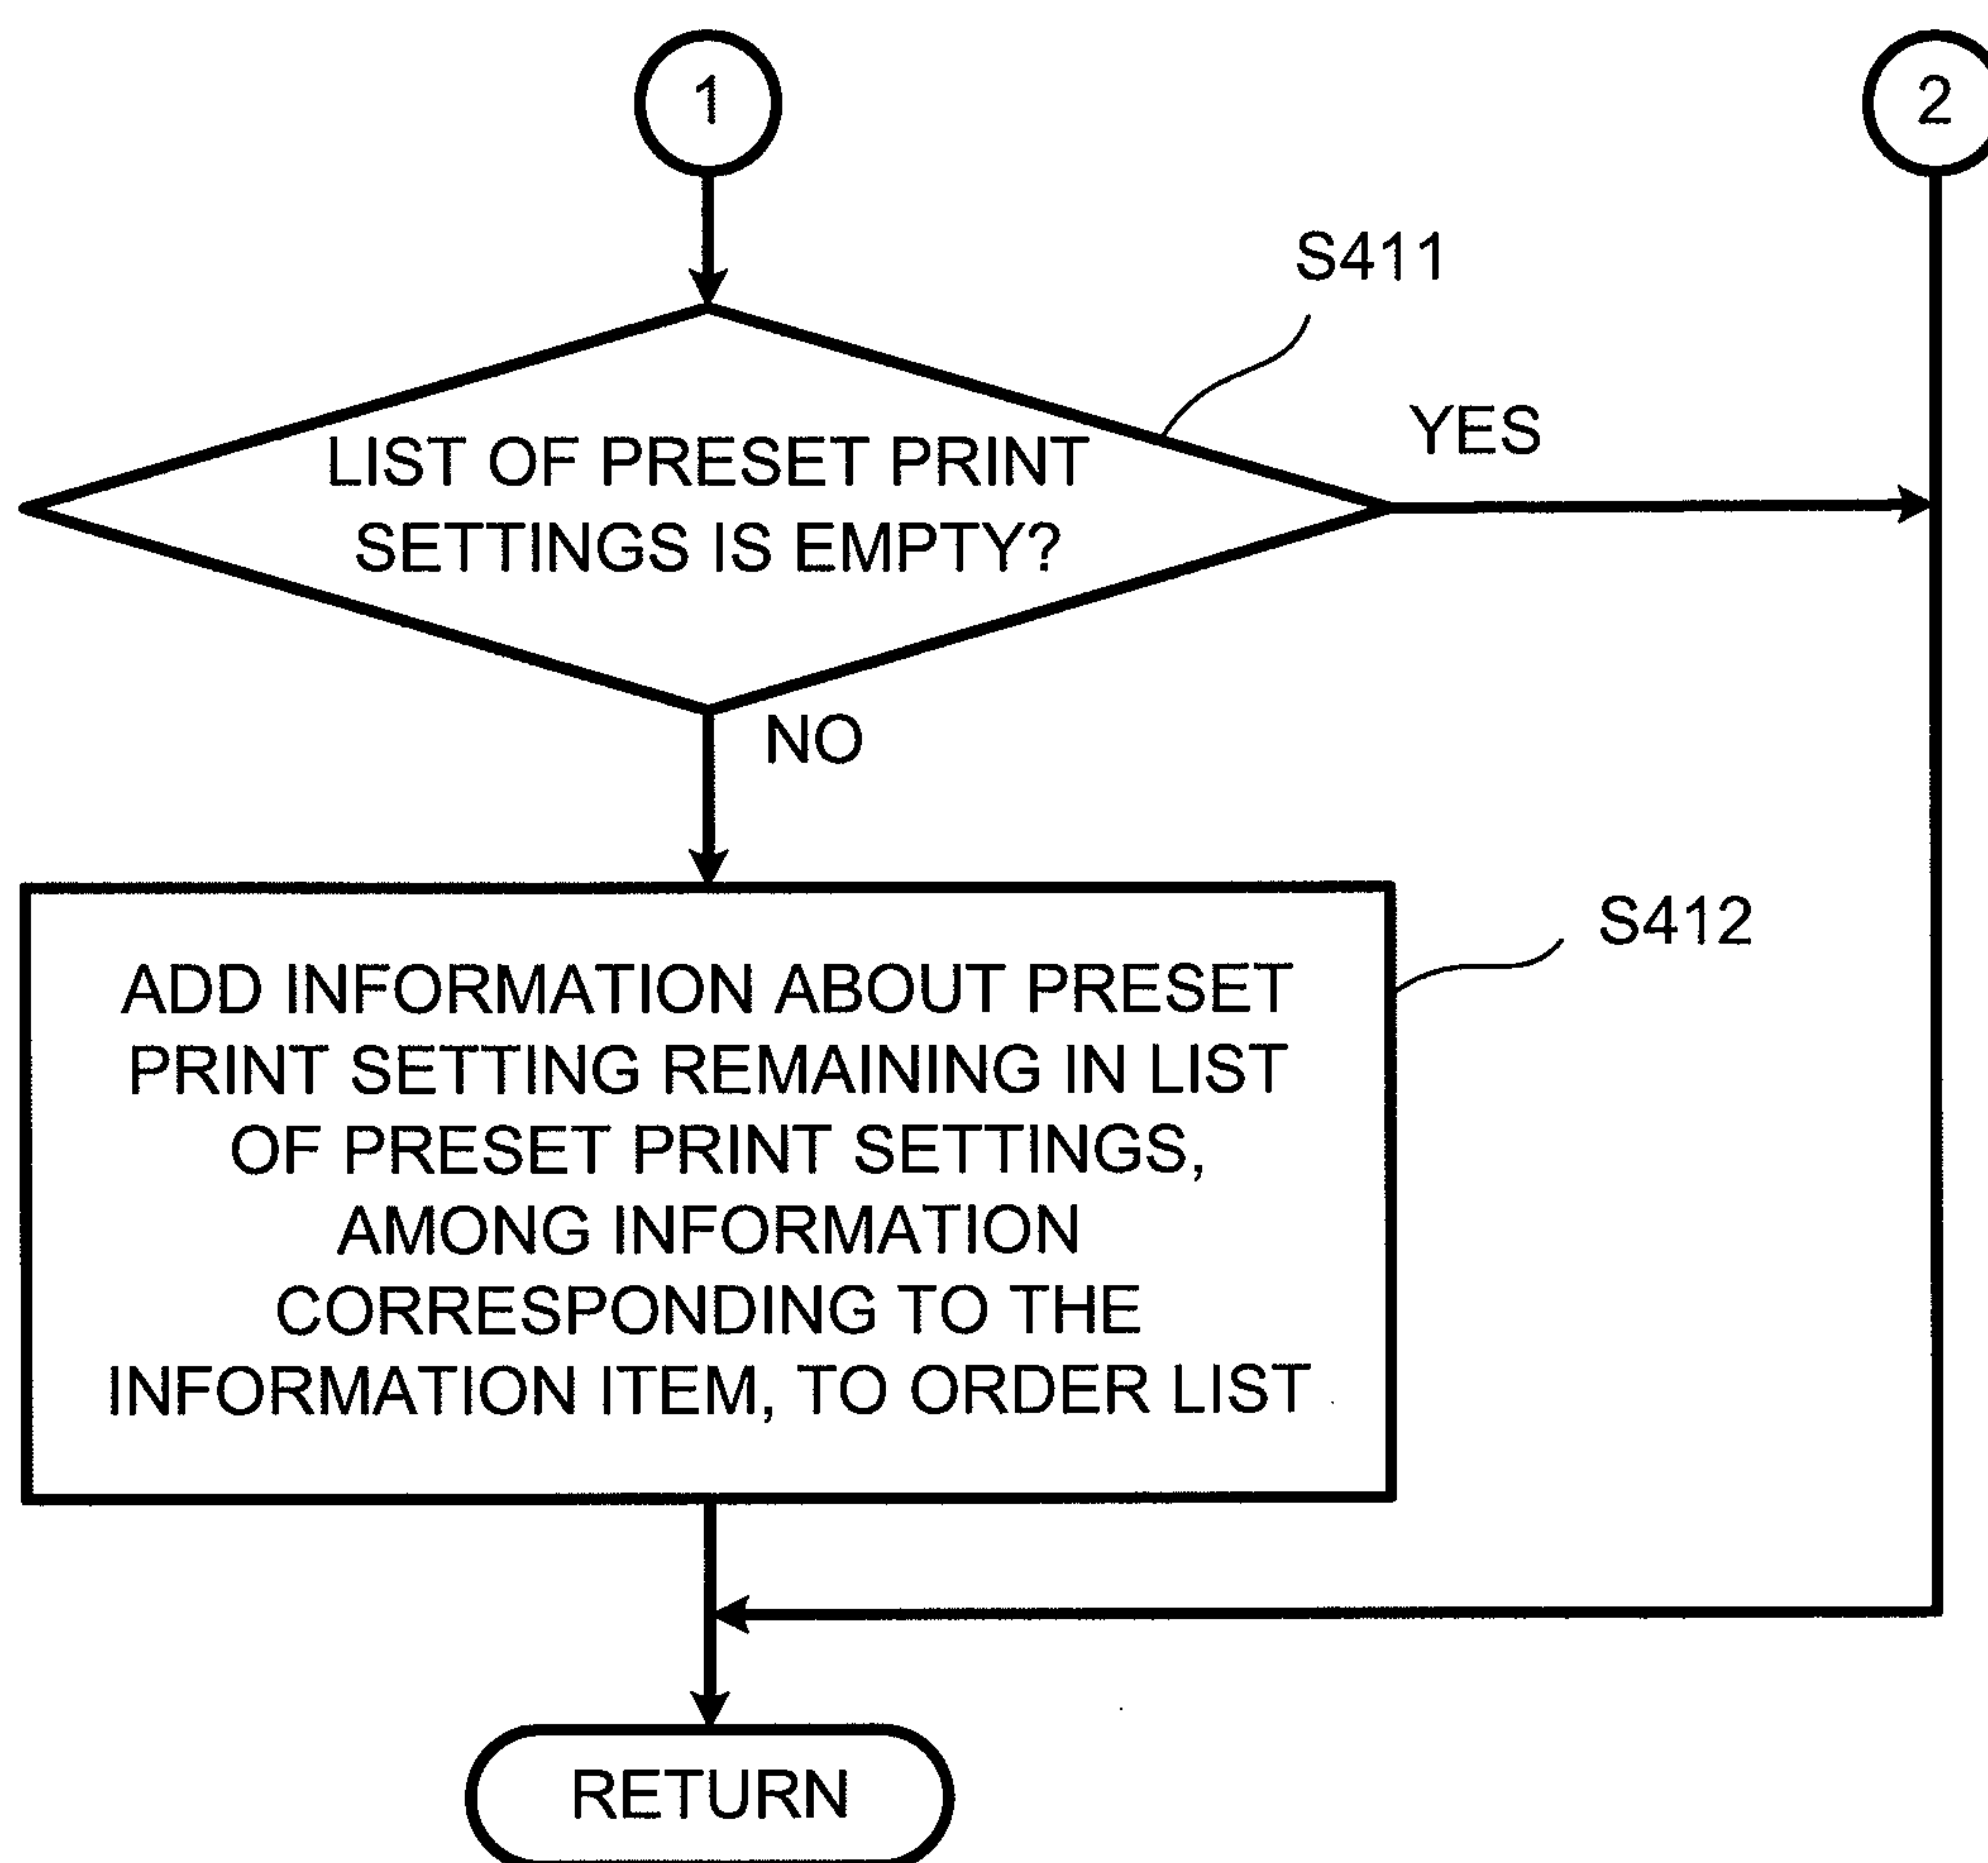 1
2
S411
YES
LIST OF PRESET PRINT
SETTINGS IS EMPTY?
NO
S412
ADD INFORMATION ABOUT PRESET
PRINT SETTING REMAINING IN LIST
OF PRESET PRINT SETTINGS,
AMONG INFORMATION
CORRESPONDING TO THE
INFORMATION ITEM, TO ORDER LIST
RETURN